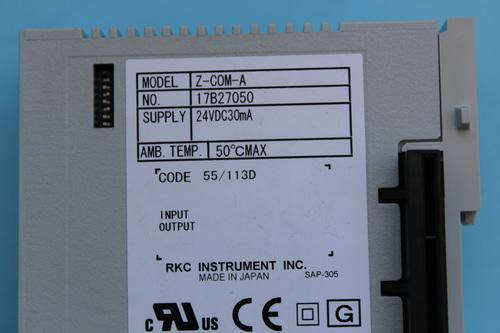 MODEL Z-COM-A
NO. 17B27050
SUPPLY 24VDC30mA
AMB. TEMP. 50℃MAX
CODE 55/113D
INPUT
OUTPUT
RKC INSTRUMENT INC.
MADE IN JAPAN SAP-305
c RU US CE G